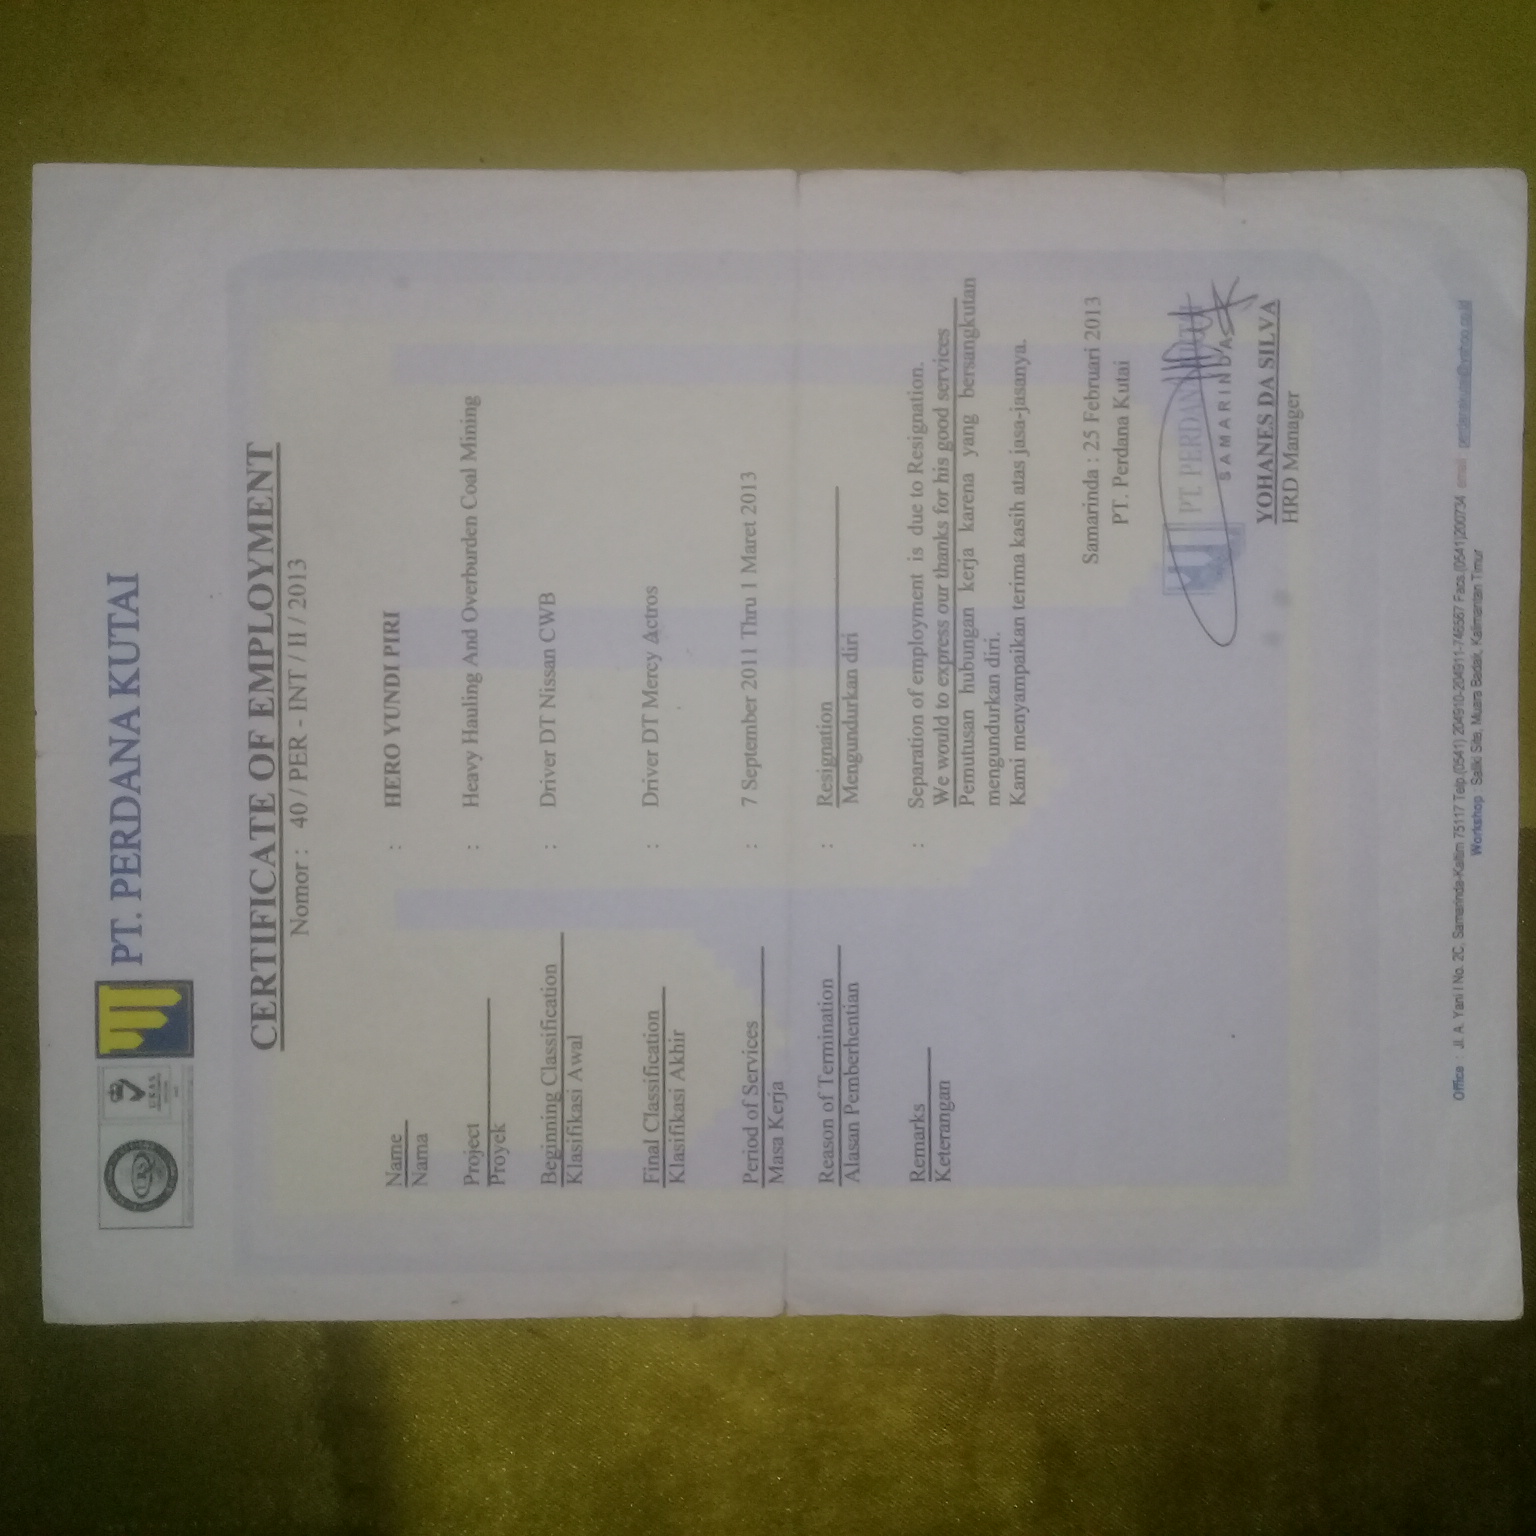 URS
UKAS
PT. PERDANA KUTAI
CERTIFICATE OF EMPLOYMENT
Nomor : 40 / PER - INT / II / 2013
Name : HERO YUNDI PIRI
Nama
Project : Heavy Hauling And Overburden Coal Mining
Proyek
Beginning Classification : Driver DT Nissan CWB
Klasifikasi Awal
Final Classification : Driver DT Mercy Actros
Klasifikasi Akhir
Period of Services : 7 September 2011 Thru 1 Maret 2013
Masa Kerja
Reason of Termination : Resignation
Alasan Pemberhentian Mengundurkan diri
Remarks : Separation of employment is due to Resignation.
Keterangan We would to express our thanks for his good services
Pemutusan hubungan kerja karena yang bersangkutan
mengundurkan diri.
Kami menyampaikan terima kasih atas jasa-jasanya.
Samarinda : 25 Februari 2013
PT. Perdana Kutai
PT. PERDANA KUTAI
SAMARINDA
YOHANES DA SILVA
HRD Manager
Office : Jl. A. Yani I No. 2C, Samarinda-Kaltim 75117 Telp.(0541) 204910-204911-746567 Facs.(0541)200734 email perdanakutai@yahoo.co.id
Workshop : Saliki Site, Muara Badak, Kalimantan Timur